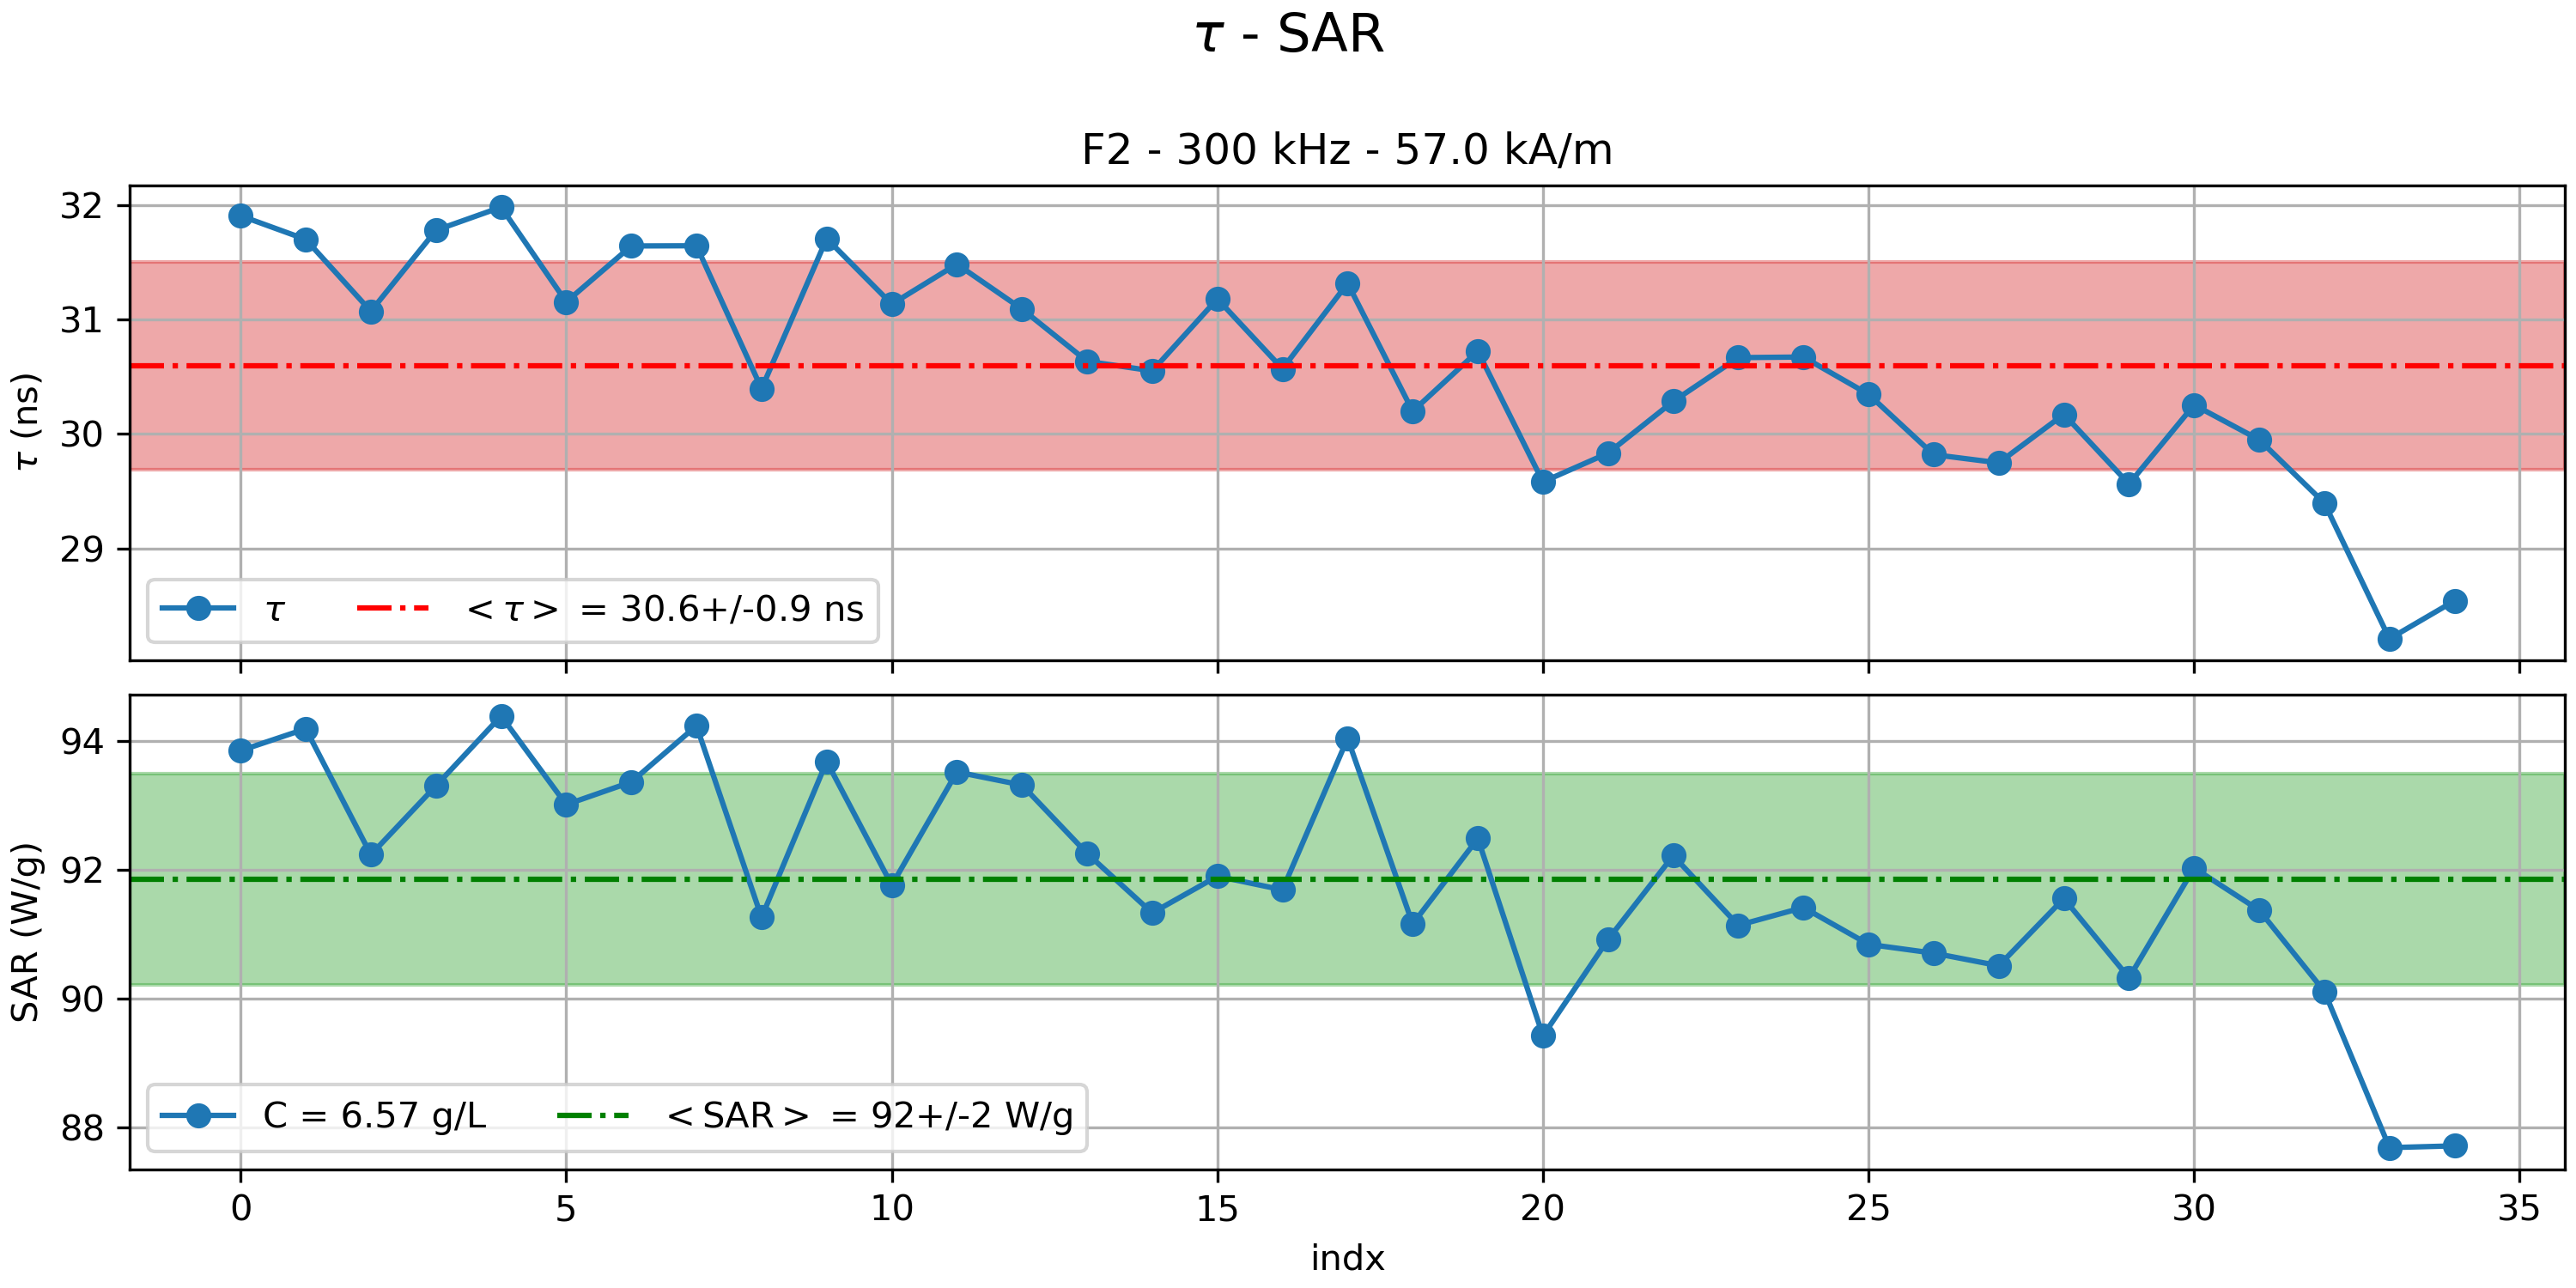 τ - SAR
F2 - 300 kHz - 57.0 kA/m
32
31
30
29
τ (ns)
τ
<τ> = 30.6+/-0.9 ns
94
92
90
88
SAR (W/g)
C = 6.57 g/L
<SAR> = 92+/-2 W/g
0 5 10 15 20 25 30 35
indx